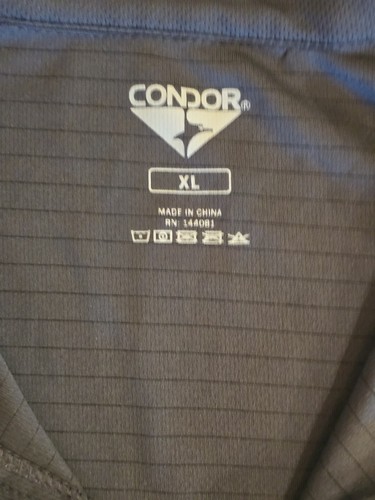 CONDOR®
XL
MADE IN CHINA
RN: 144081